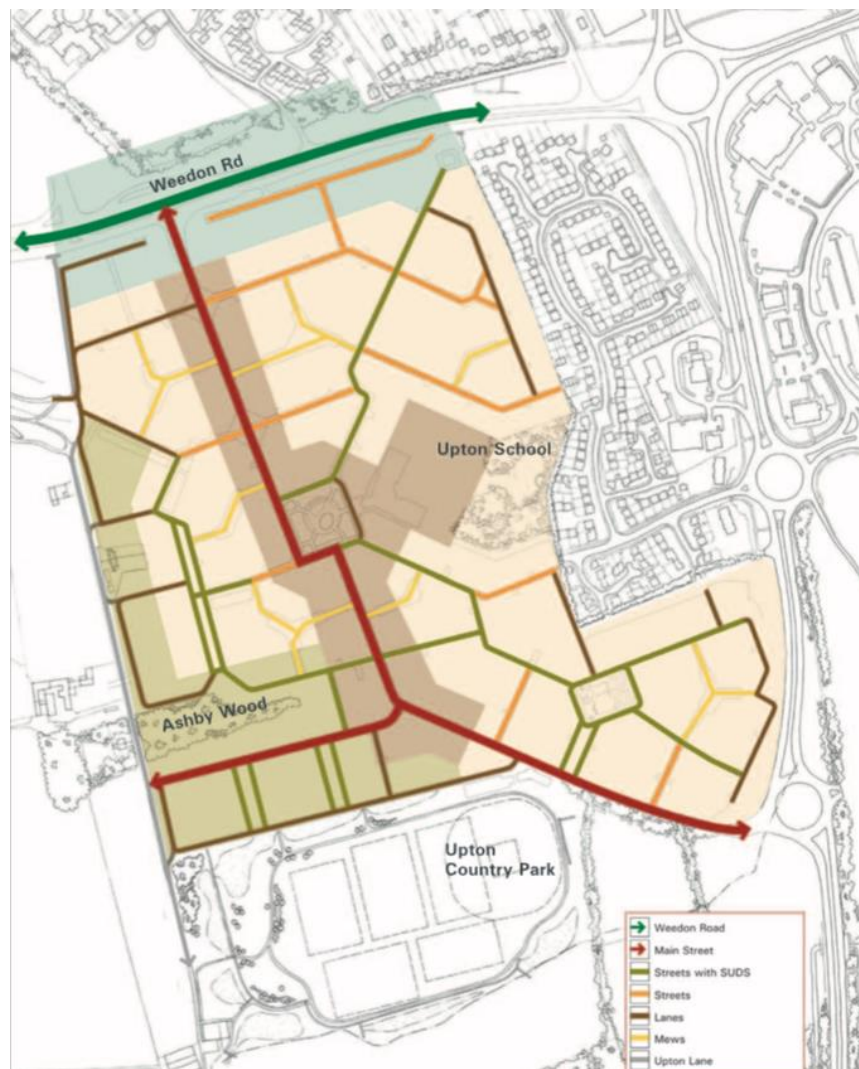 Weedon Rd
Upton School
Ashby Wood
Upton
Country Park
Weedon Road
Main Street
Streets with SUDS
Streets
Lanes
Mews
Upton Lane